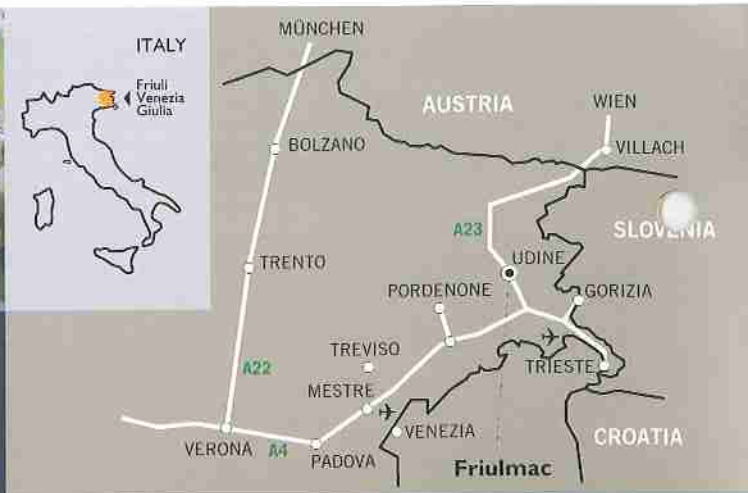 ITALY
Friuli
Venezia
Giulia
MÜNCHEN
AUSTRIA
WIEN
BOLZANO
VILLACH
A23
SLOVENIA
UDINE
TRENTO
PORDENONE
GORIZIA
TREVISO
TRIESTE
A22
MESTRE
VERONA
A4
PADOVA
VENEZIA
CROATIA
Friulmac